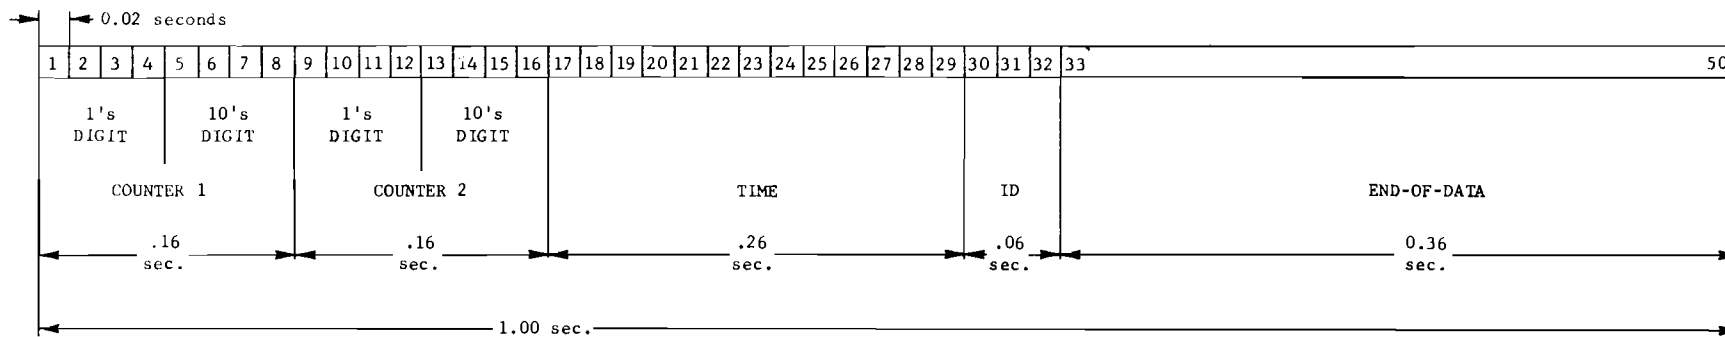 0.02 seconds
1 2 3 4 5 6 7 8 9 10 11 12 13 14 15 16 17 18 19 20 21 22 23 24 25 26 27 28 29 30 31 32 33 50
1's 10's 1's 10's
DIGIT DIGIT DIGIT DIGIT
COUNTER 1 COUNTER 2 TIME ID END-OF-DATA
.16 .16 .26 .06 0.36
sec. sec. sec. sec. sec.
1.00 sec.